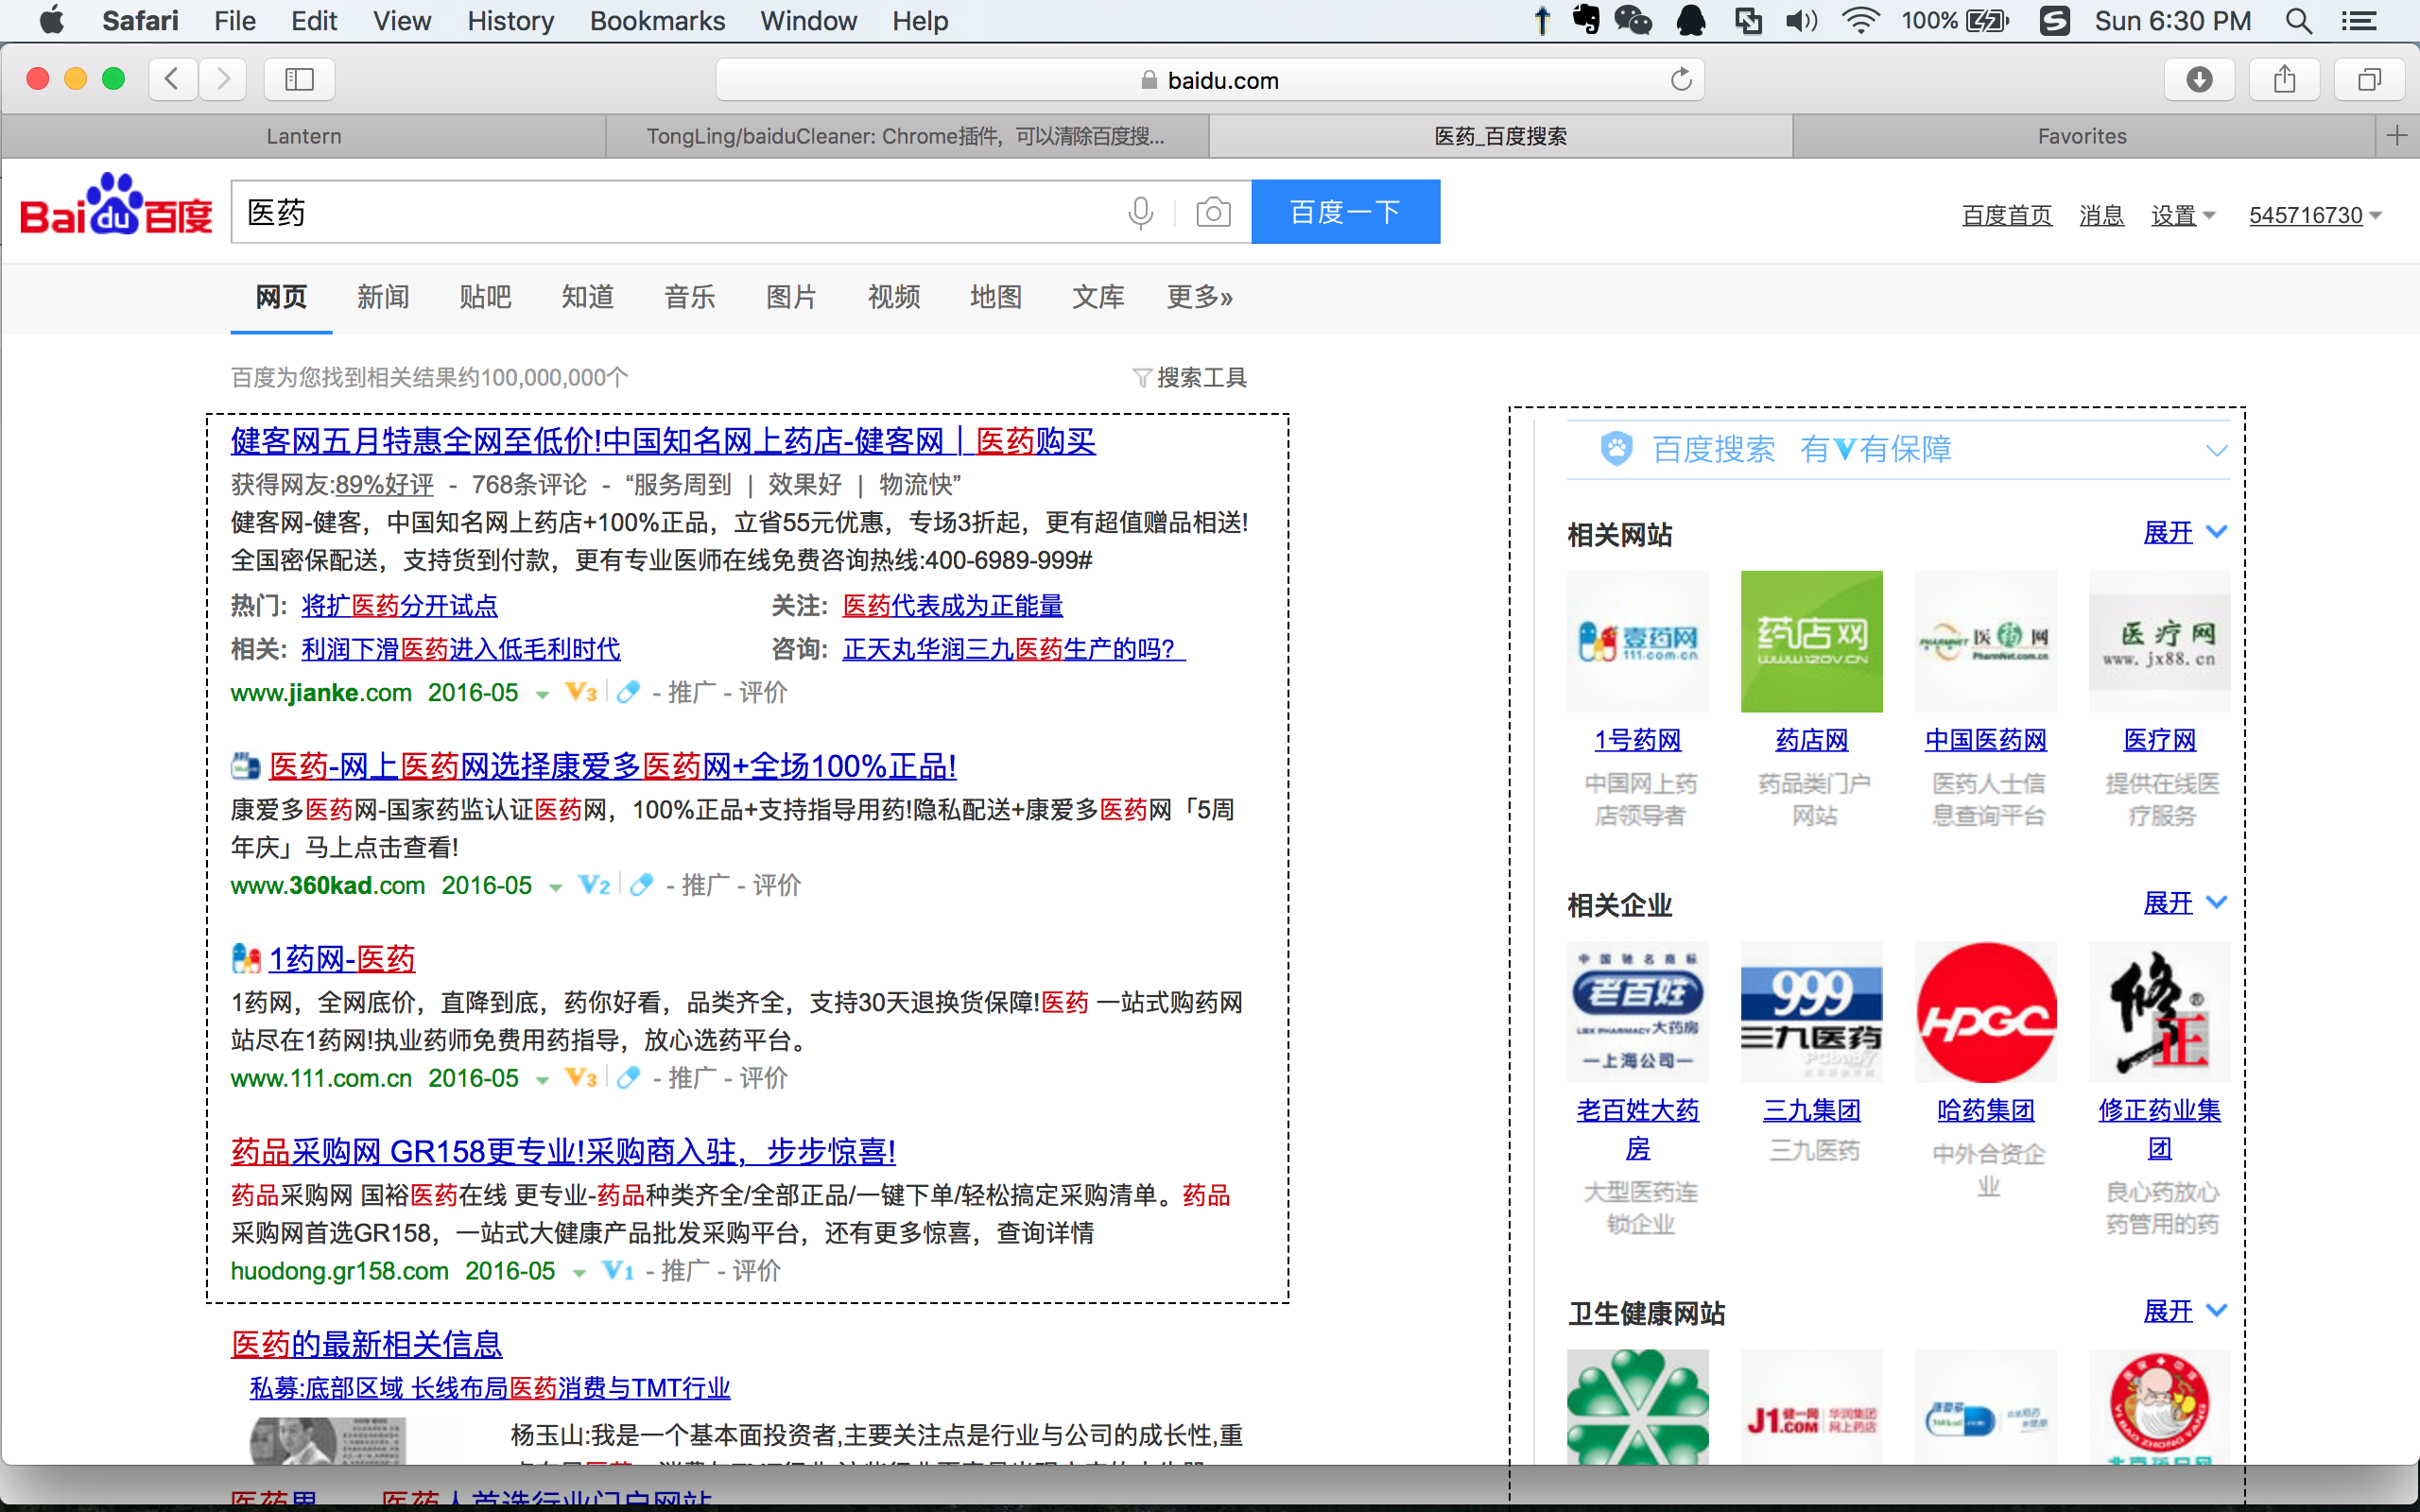 Safari File Edit View History Bookmarks Window Help 100% Sun 6:30 PM
baidu.com
Lantern TongLing/baiduCleaner: Chrome插件，可以清除百度搜... 医药_百度搜索 Favorites
Bai du 百度 医药 百度一下 百度首页 消息 设置 545716730
网页 新闻 贴吧 知道 音乐 图片 视频 地图 文库 更多»
百度为您找到相关结果约100,000,000个 搜索工具
健客网五月特惠全网至低价!中国知名网上药店-健客网｜医药购买
获得网友:89%好评 - 768条评论 - “服务周到 | 效果好 | 物流快”
健客网-健客，中国知名网上药店+100%正品，立省55元优惠，专场3折起，更有超值赠品相送!
全国密保配送，支持货到付款，更有专业医师在线免费咨询热线:400-6989-999#
热门: 将扩医药分开试点 关注: 医药代表成为正能量
相关: 利润下滑医药进入低毛利时代 咨询: 正天丸华润三九医药生产的吗？
www.jianke.com 2016-05 V3 - 推广 - 评价
医药-网上医药网选择康爱多医药网+全场100%正品!
康爱多医药网-国家药监认证医药网，100%正品+支持指导用药!隐私配送+康爱多医药网「5周
年庆」马上点击查看!
www.360kad.com 2016-05 V2 - 推广 - 评价
1药网-医药
1药网，全网底价，直降到底，药你好看，品类齐全，支持30天退换货保障!医药 一站式购药网
站尽在1药网!执业药师免费用药指导，放心选药平台。
www.111.com.cn 2016-05 V3 - 推广 - 评价
药品采购网 GR158更专业!采购商入驻，步步惊喜!
药品采购网 国裕医药在线 更专业-药品种类齐全/全部正品/一键下单/轻松搞定采购清单。药品
采购网首选GR158，一站式大健康产品批发采购平台，还有更多惊喜，查询详情
huodong.gr158.com 2016-05 V1 - 推广 - 评价
医药的最新相关信息
私募:底部区域 长线布局医药消费与TMT行业
杨玉山:我是一个基本面投资者,主要关注点是行业与公司的成长性,重
百度搜索 有V有保障
相关网站 展开
壹药网 药店网 医药网 医疗网
111.com.cn www.120v.cn PharmNet.com.cn www.jx88.cn
1号药网 药店网 中国医药网 医疗网
中国网上药 药品类门户 医药人士信 提供在线医
店领导者 网站 息查询平台 疗服务
相关企业 展开
中国驰名商标
老百姓 999 HPGC 修正®
LBX PHARMACY 大药房 三九医药
上海公司
老百姓大药 三九集团 哈药集团 修正药业集
房 团
大型医药连 三九医药 中外合资企 良心药放心
锁企业 业 药管用的药
卫生健康网站 展开
J1.COM 健一网 华润集团 网上药店
康爱多
YI BAO ZHONG YANG